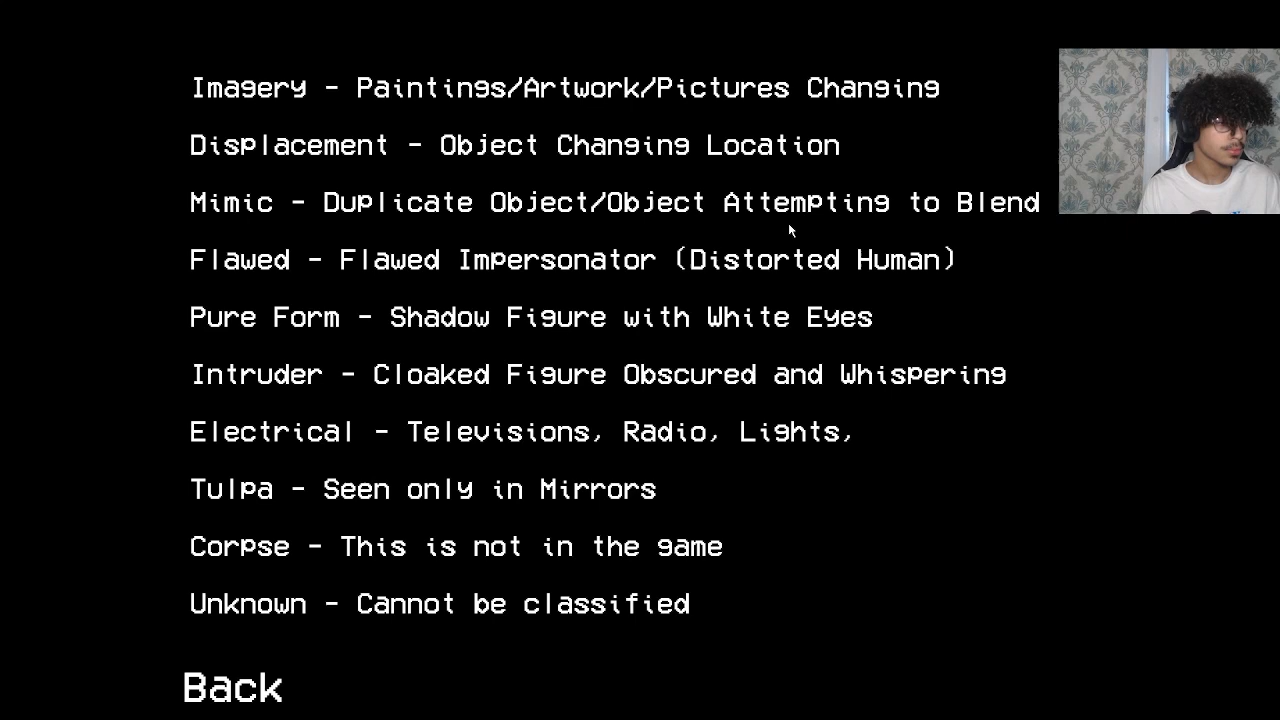 Imagery - Paintings/Artwork/Pictures Changing
Displacement - Object Changing Location
Mimic - Duplicate Object/Object Attempting to Blend
Flawed - Flawed Impersonator (Distorted Human)
Pure Form - Shadow Figure with White Eyes
Intruder - Cloaked Figure Obscured and Whispering
Electrical - Televisions, Radio, Lights,
Tulpa - Seen only in Mirrors
Corpse - This is not in the game
Unknown - Cannot be classified
Back